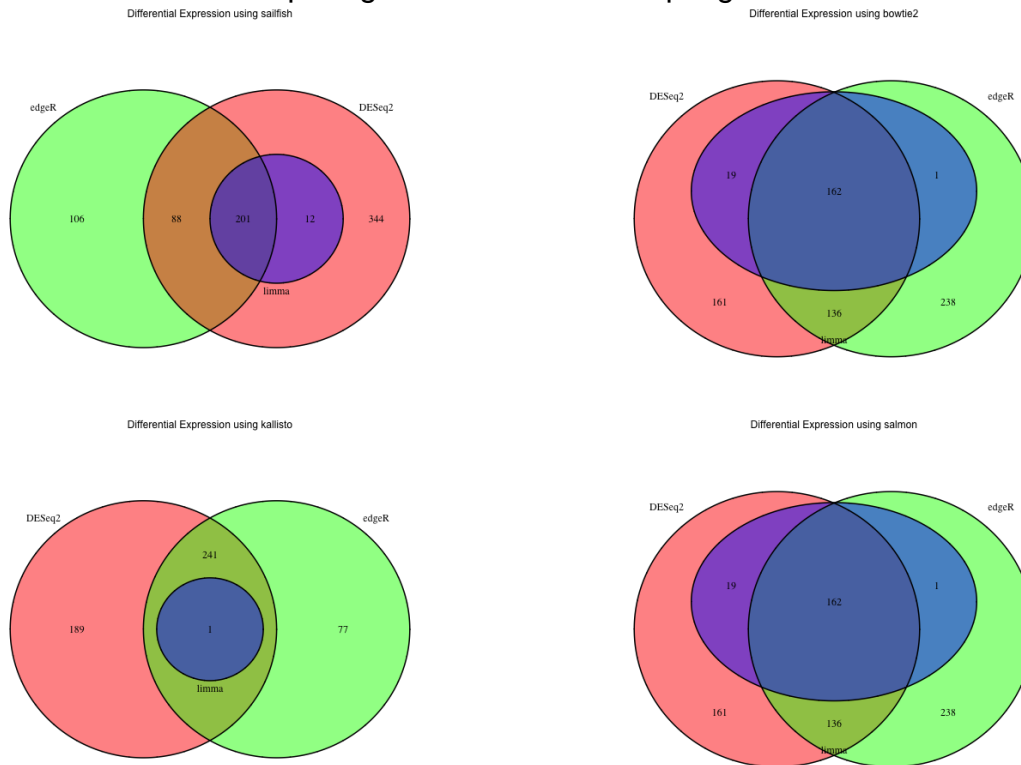 Differential Expression using sailfish
edgeR
DESeq2
106
88
201
12
344
limma
Differential Expression using bowtie2
DESeq2
edgeR
19
162
1
161
136
238
limma
Differential Expression using kallisto
DESeq2
edgeR
241
189
1
77
limma
Differential Expression using salmon
DESeq2
edgeR
19
162
1
161
136
238
limma